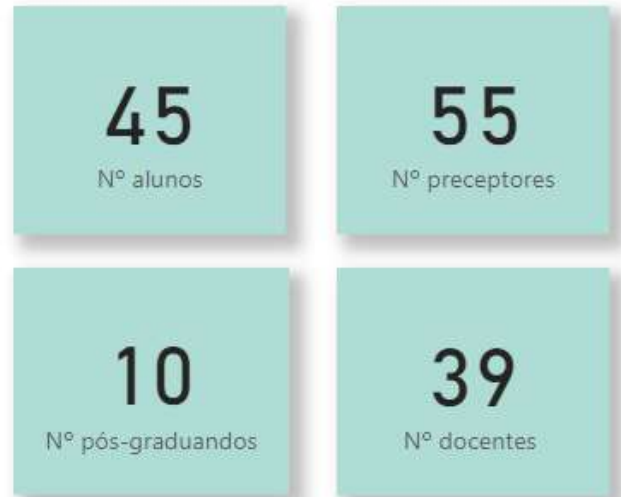 45
Nº alunos
55
Nº preceptores
10
Nº pós-graduandos
39
Nº docentes